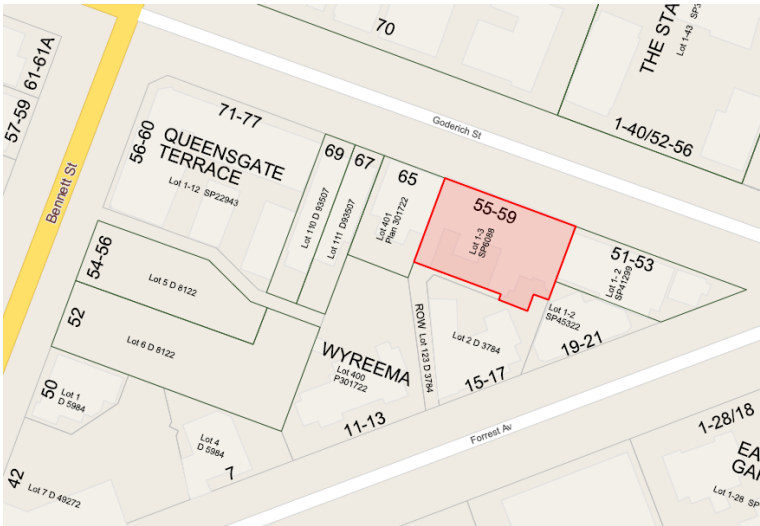 70
THE STA
Lot 1-43 SP
61-61A
57-59
Goderich St
1-40/52-56
71-77
56-60
QUEENSGATE
TERRACE
Lot 1-12 SP22943
69
67
65
Lot 110 D 93507
Lot 111 D93507
Lot 401
Plan 301722
55-59
Lot 1-3
SP6088
51-53
Lot 1- 2
SP41299
Bennett St
54-56
Lot 5 D 8122
52
Lot 6 D 8122
ROW Lot 123 D 3784
Lot 2 D 3784
Lot 1-2
SP45322
19-21
15-17
WYREEMA
Lot 400
P301722
11-13
50
Lot 1
D 5984
Lot 4
D 5984
7
Forrest Av
42
Lot 7 D 49272
1-28/18
EA
GAI
Lot 1-28 SP